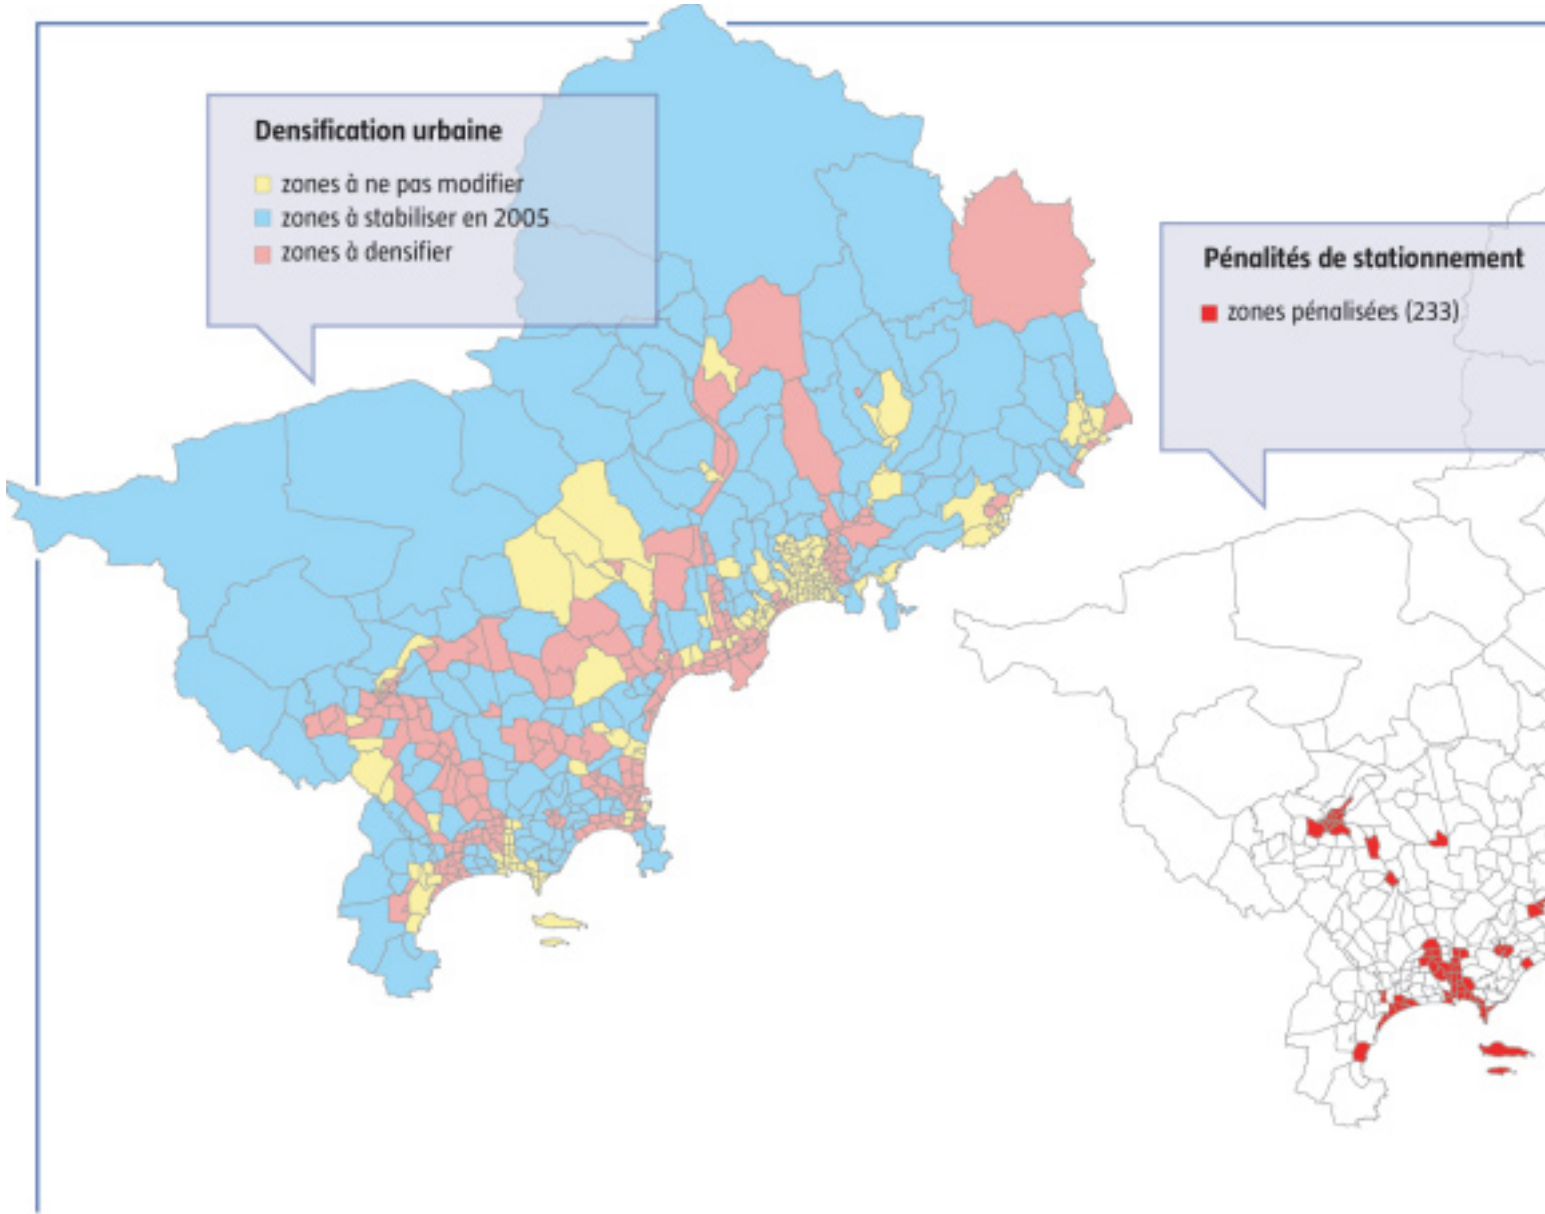 Densification urbaine
zones à ne pas modifier
zones à stabiliser en 2005
zones à densifier
Pénalités de stationnement
zones pénalisées (233)